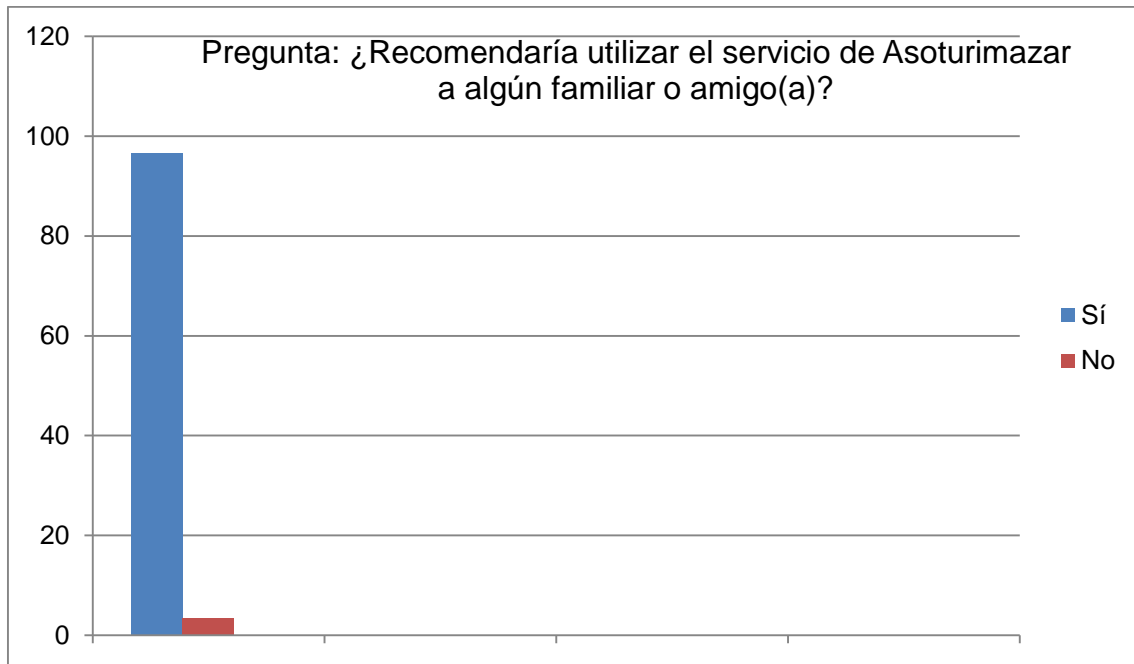 Pregunta: ¿Recomendaría utilizar el servicio de Asoturimazar
a algún familiar o amigo(a)?
120
100
80
60
40
20
0
Sí
No